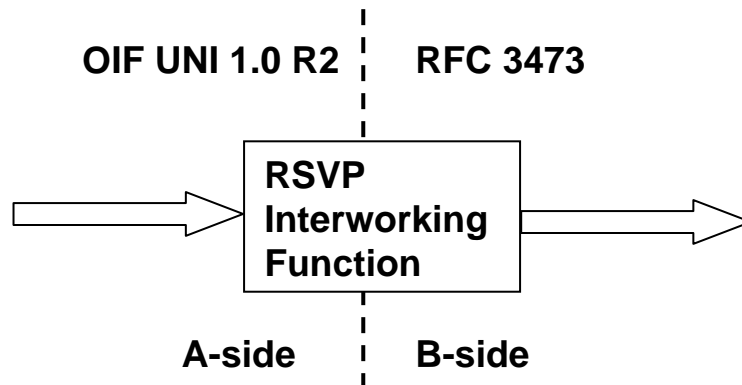 OIF UNI 1.0 R2
RFC 3473
RSVP
Interworking
Function
A-side
B-side